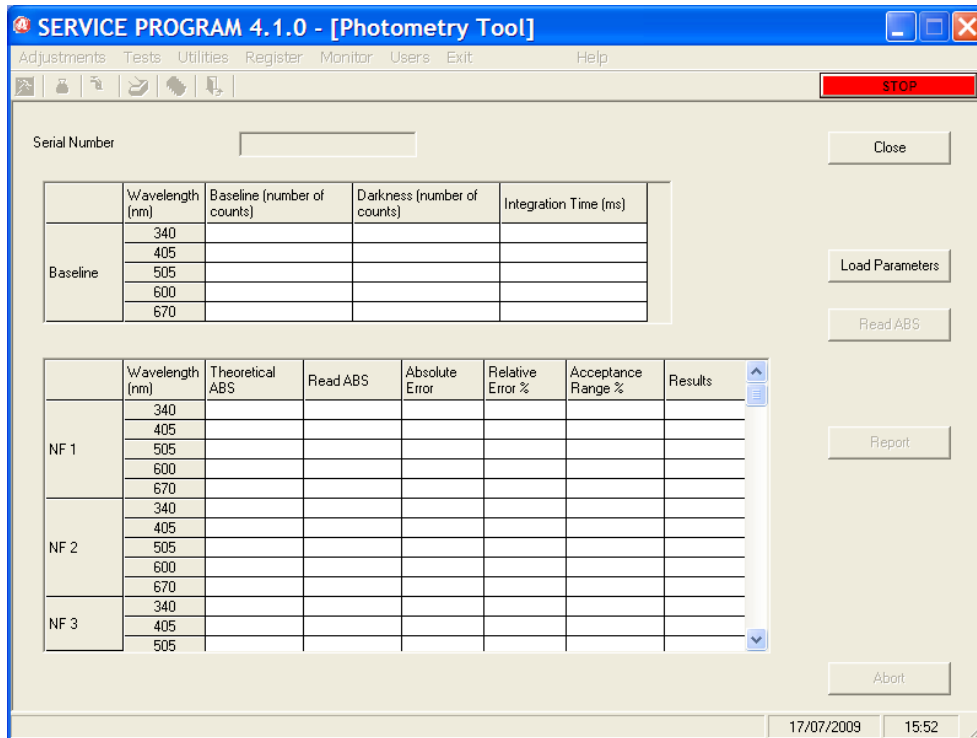 SERVICE PROGRAM 4.1.0 - [Photometry Tool]
Adjustments Tests Utilities Register Monitor Users Exit Help
STOP
Serial Number
Close
Wavelength (nm) Baseline (number of counts) Darkness (number of counts) Integration Time (ms)
Baseline
340
405
505
600
670
Load Parameters
Read ABS
Wavelength (nm) Theoretical ABS Read ABS Absolute Error Relative Error % Acceptance Range % Results
NF 1
340
405
505
600
670
Report
NF 2
340
405
505
600
670
NF 3
340
405
505
Abort
17/07/2009 15:52